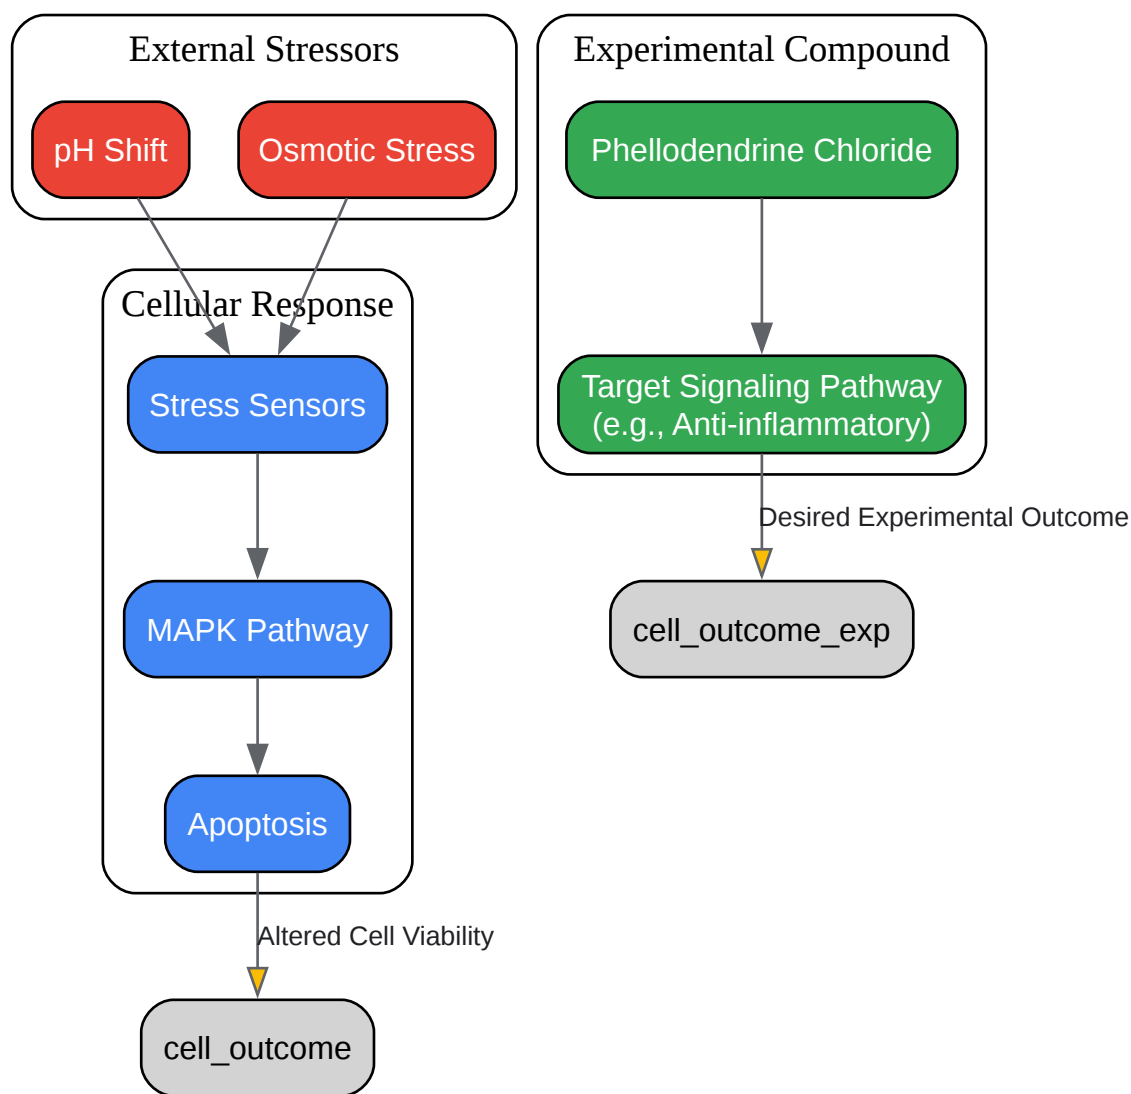 External Stressors
pH Shift
Osmotic Stress
Cellular Response
Stress Sensors
MAPK Pathway
Apoptosis
Altered Cell Viability
cell_outcome
Experimental Compound
Phellodendrine Chloride
Target Signaling Pathway
(e.g., Anti-inflammatory)
Desired Experimental Outcome
cell_outcome_exp